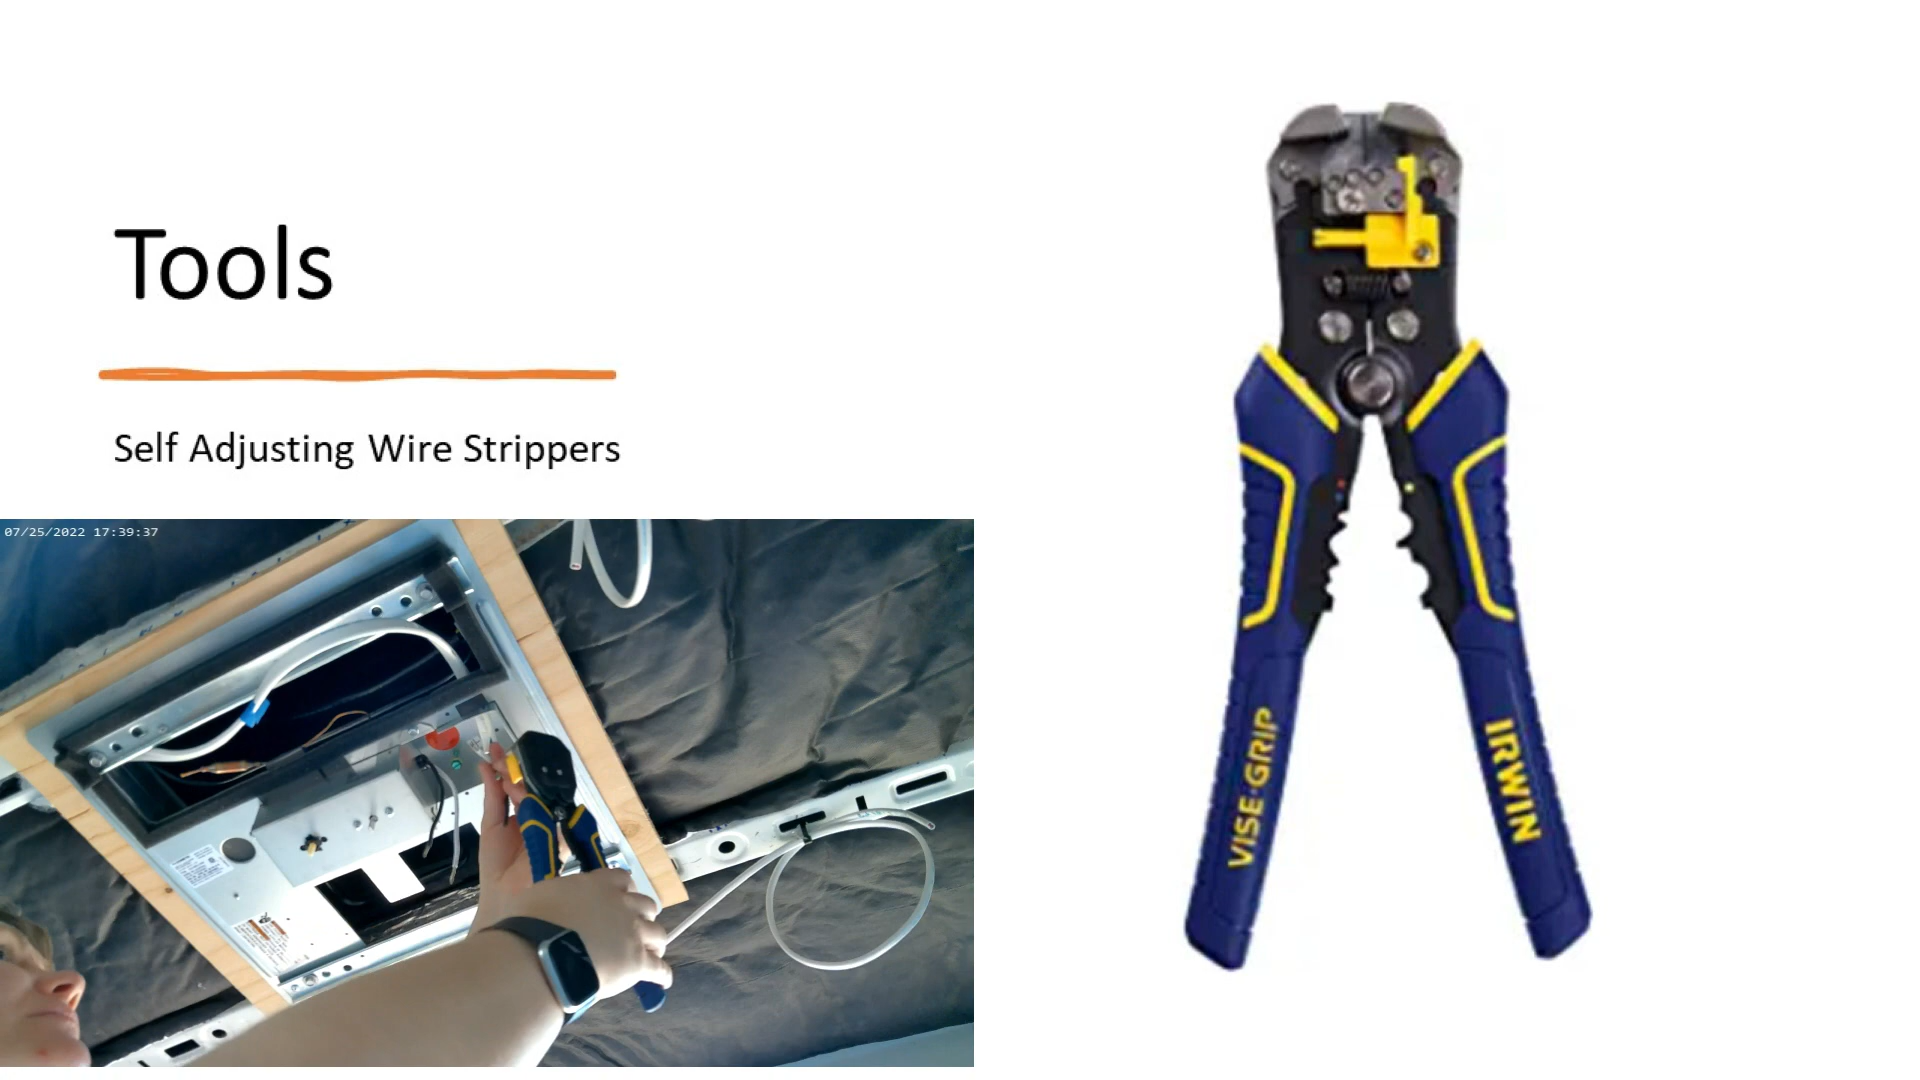 Tools
Self Adjusting Wire Strippers
07/25/2022 17:39:37
VISE-GRIP
IRWIN